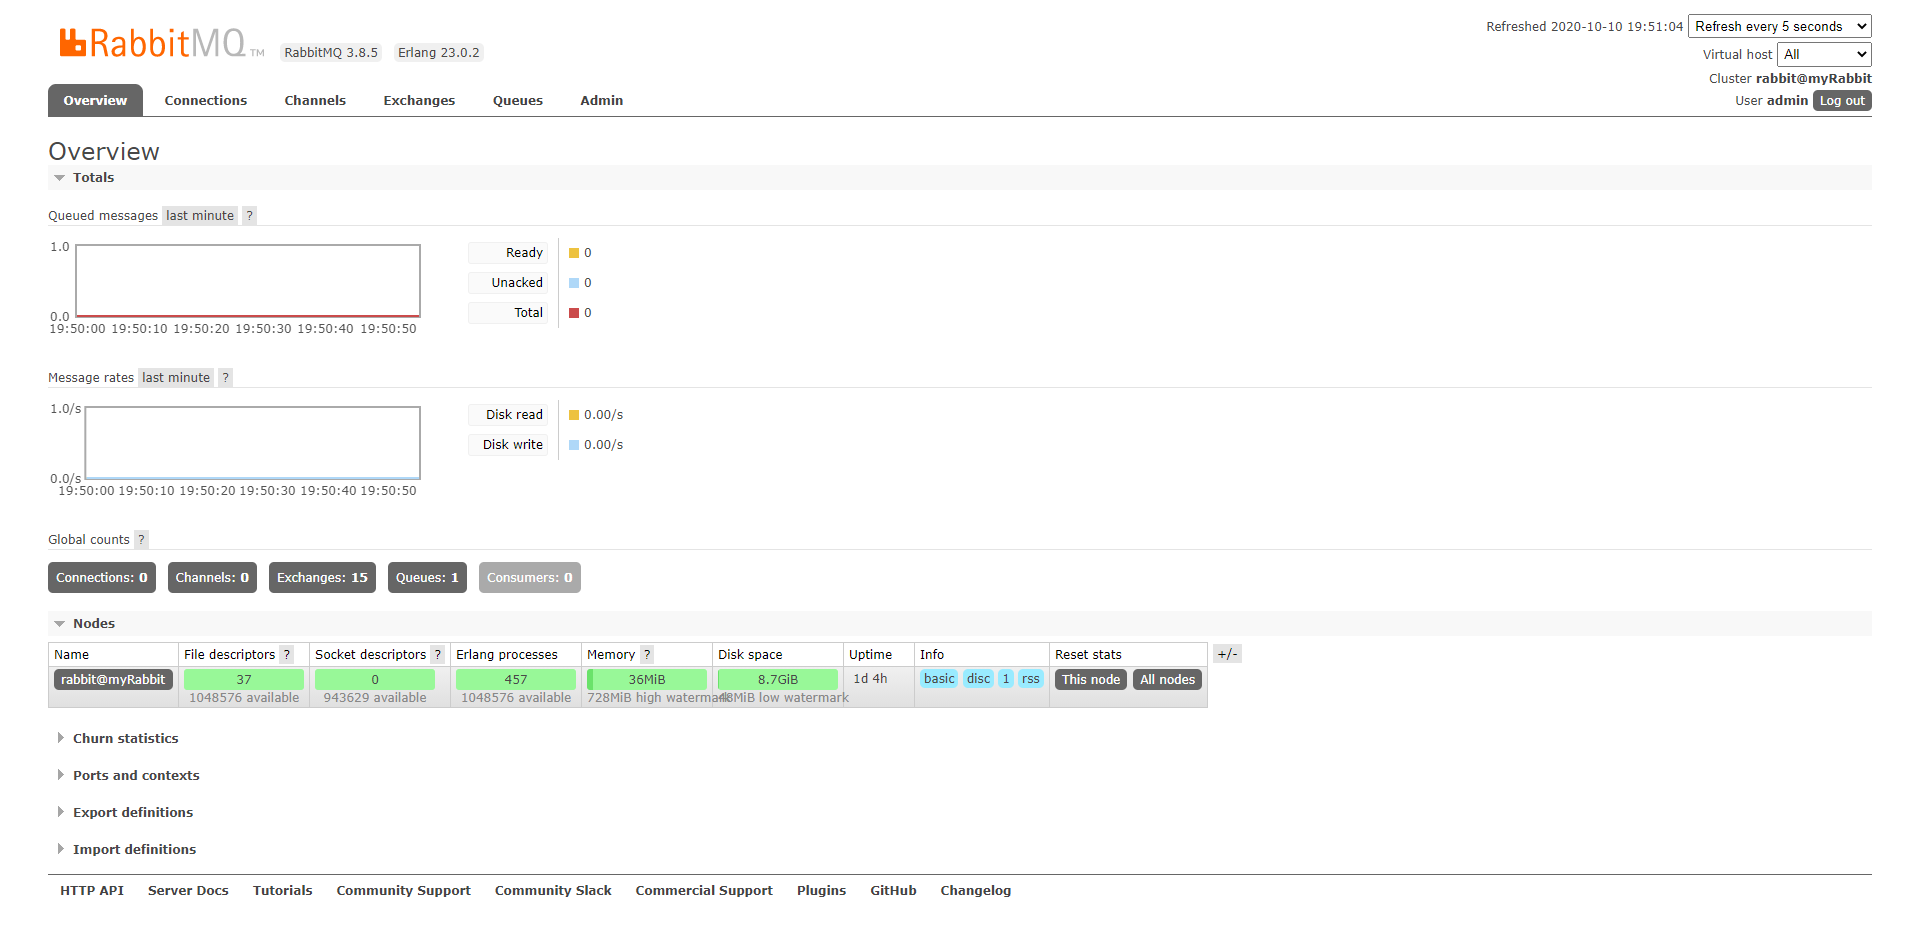 RabbitMQ TM RabbitMQ 3.8.5 Erlang 23.0.2
Refreshed 2020-10-10 19:51:04 Refresh every 5 seconds
Virtual host All
Cluster rabbit@myRabbit
User admin Log out
Overview Connections Channels Exchanges Queues Admin
Overview
Totals
Queued messages last minute ?
1.0
0.0
19:50:00 19:50:10 19:50:20 19:50:30 19:50:40 19:50:50
Ready 0
Unacked 0
Total 0
Message rates last minute ?
1.0/s
0.0/s
19:50:00 19:50:10 19:50:20 19:50:30 19:50:40 19:50:50
Disk read 0.00/s
Disk write 0.00/s
Global counts ?
Connections: 0 Channels: 0 Exchanges: 15 Queues: 1 Consumers: 0
Nodes
Name File descriptors ? Socket descriptors ? Erlang processes Memory ? Disk space Uptime Info Reset stats +/-
rabbit@myRabbit 37 0 457 36MiB 8.7GiB 1d 4h basic disc 1 rss This node All nodes
1048576 available 943629 available 1048576 available 728MiB high watermark 48MiB low watermark
Churn statistics
Ports and contexts
Export definitions
Import definitions
HTTP API Server Docs Tutorials Community Support Community Slack Commercial Support Plugins GitHub Changelog